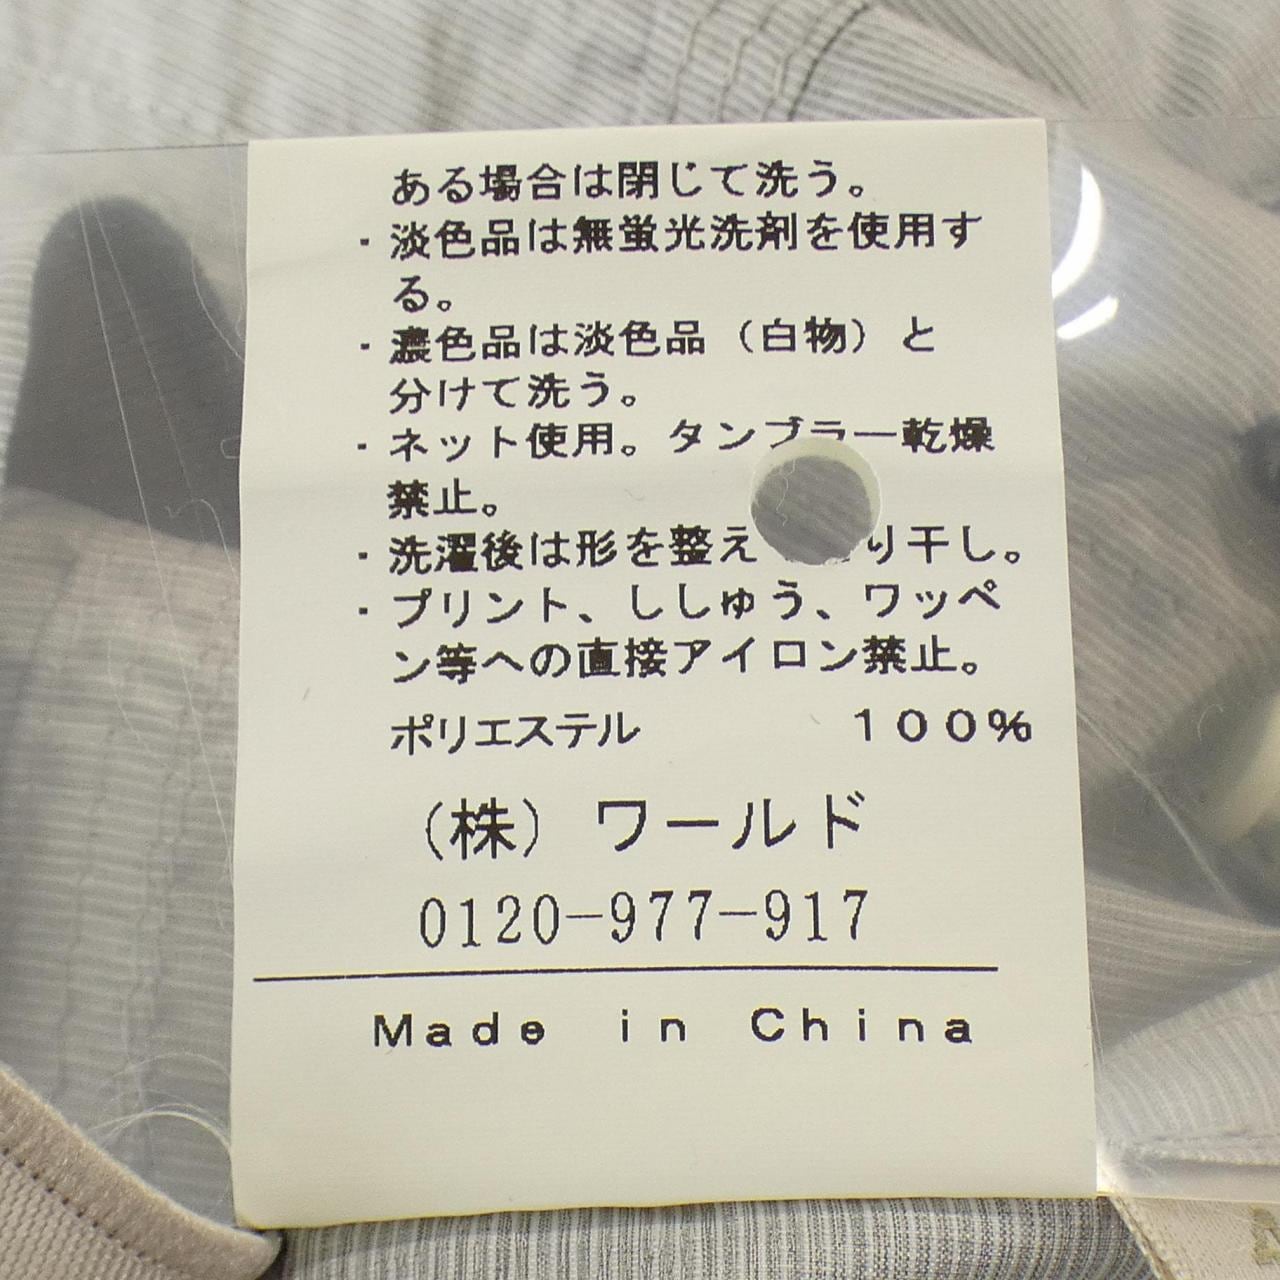 ある場合は閉じて洗う。
・淡色品は無蛍光洗剤を使用す
る。
・濃色品は淡色品（白物）と
分けて洗う。
・ネット使用。タンブラー乾燥
禁止。
・洗濯後は形を整え り干し。
・プリント、ししゅう、ワッペ
ン等への直接アイロン禁止。
ポリエステル 100%
（株）ワールド
0120-977-917
Made in China